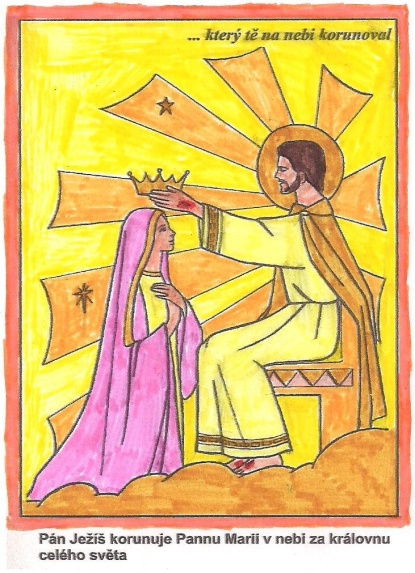 ... který tě na nebi korunoval
Pán Ježíš korunuje Pannu Marii v nebi za královnu
celého světa